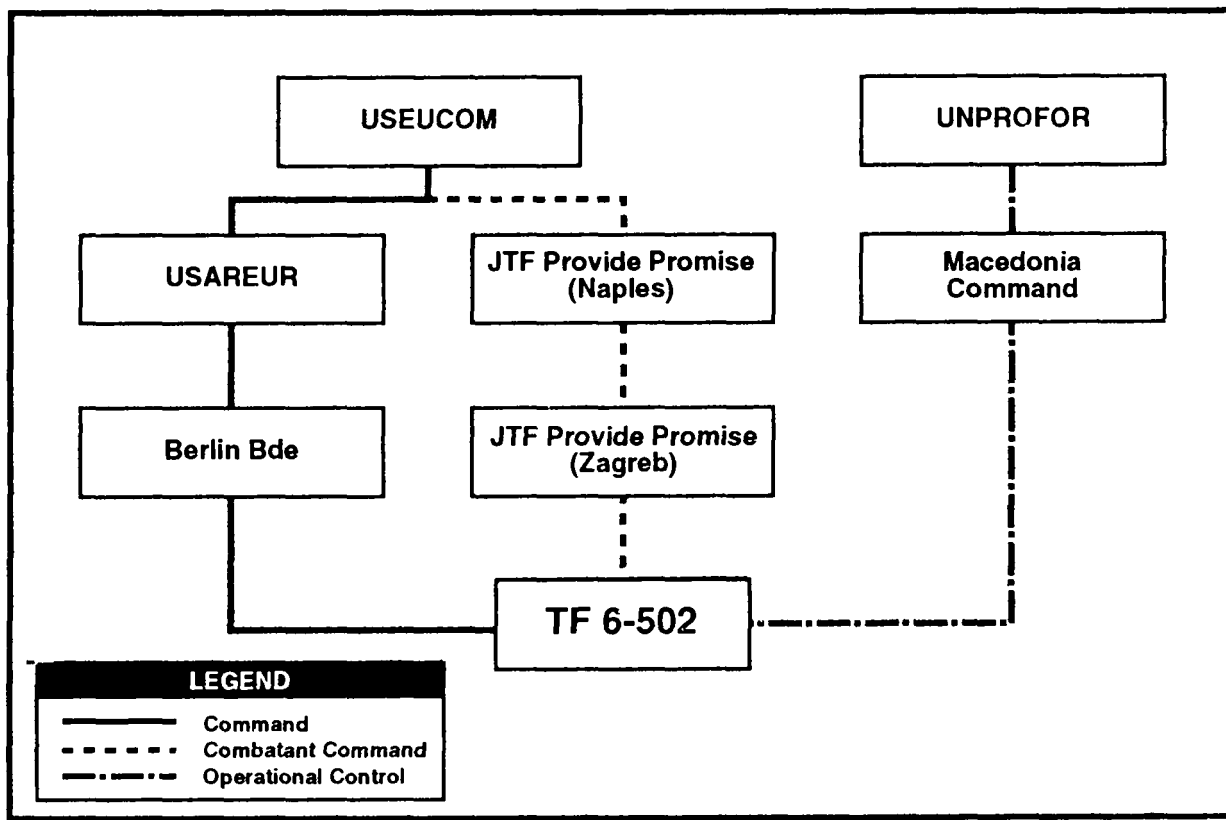 USEUCOM
UNPROFOR
USAREUR
JTF Provide Promise
(Naples)
Macedonia
Command
Berlin Bde
JTF Provide Promise
(Zagreb)
TF 6-502
LEGEND
Command
Combatant Command
Operational Control